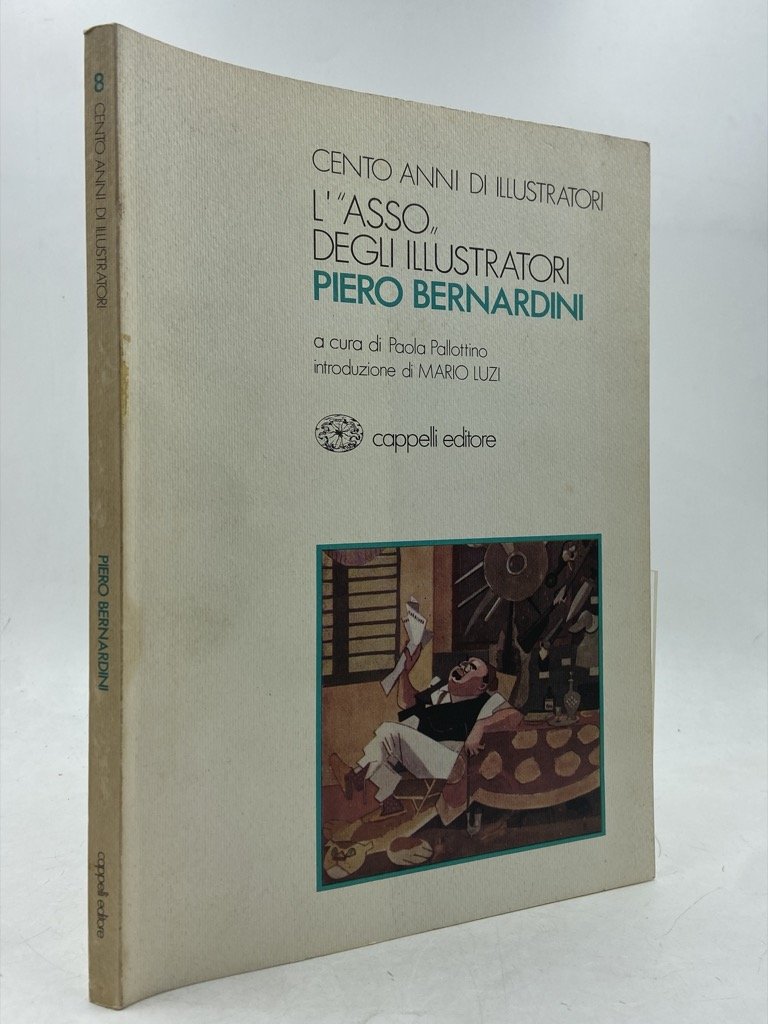 8 CENTO ANNI DI ILLUSTRATORI
PIERO BERNARDINI
cappelli editore
CENTO ANNI DI ILLUSTRATORI
L'"ASSO„
DEGLI ILLUSTRATORI
PIERO BERNARDINI
a cura di Paola Pallottino
introduzione di MARIO LUZI
cappelli editore